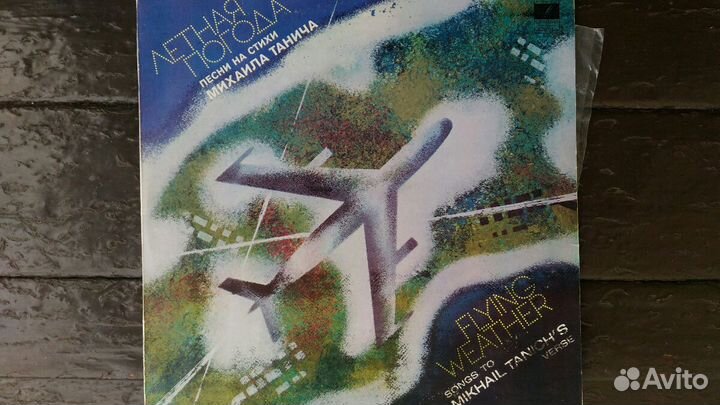 ЛЕТНАЯ
ПОГОДА
ПЕСНИ НА СТИХИ
МИХАИЛА ТАНИЧА
FLYING
WEATHER
SONGS TO
MIKHAIL TANICH'S
VERSE
Avito